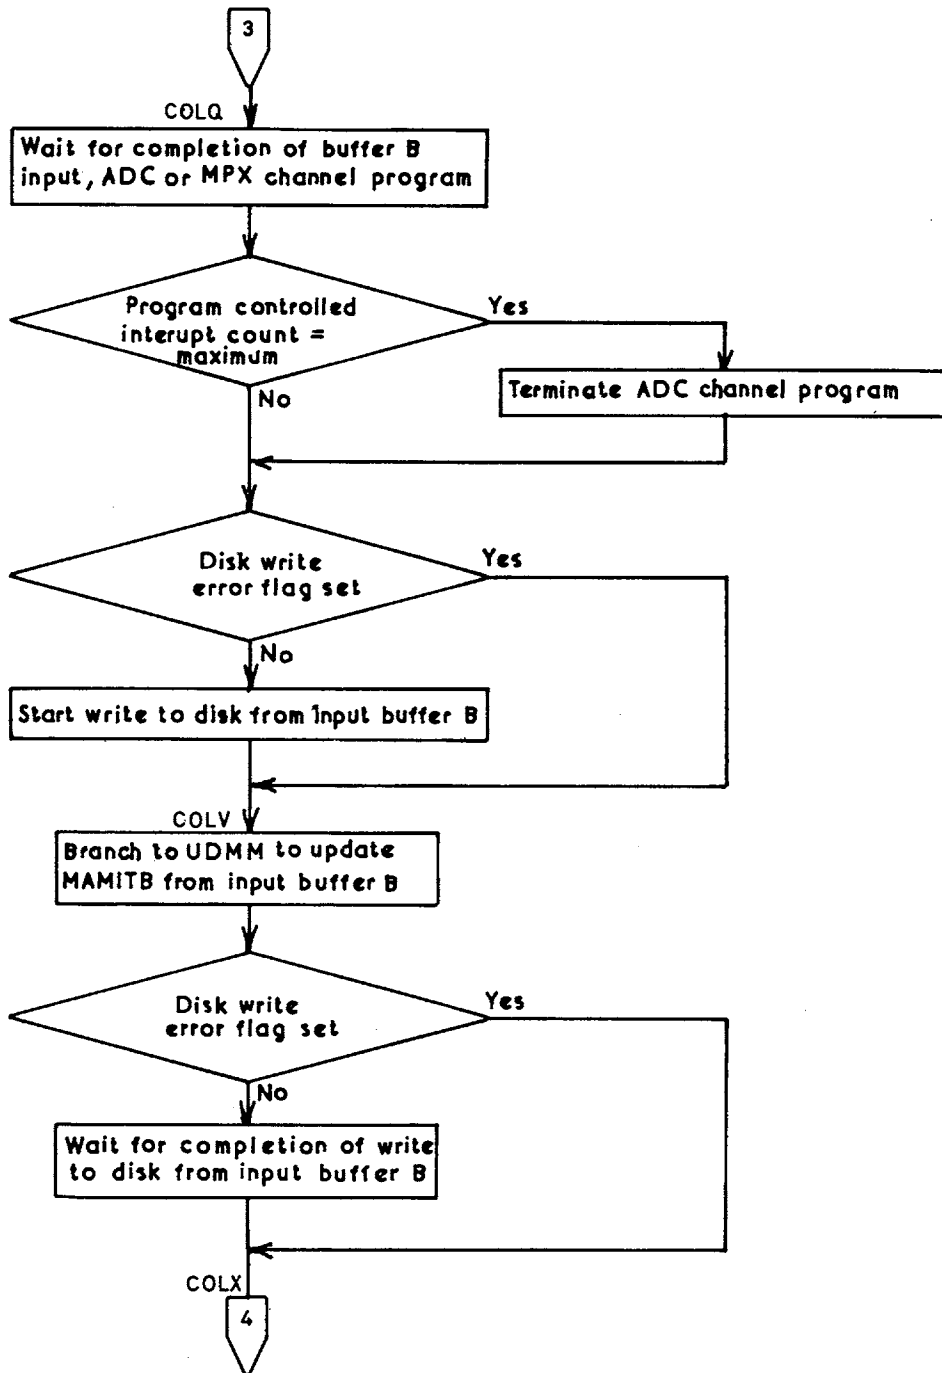 3
COLQ
Wait for completion of buffer B
input, ADC or MPX channel program
Program controlled
interupt count =
maximum
Yes
No
Terminate ADC channel program
Disk write
error flag set
Yes
No
Start write to disk from input buffer B
COLV
Branch to UDMM to update
MAMITB from input buffer B
Disk write
error flag set
Yes
No
Wait for completion of write
to disk from input buffer B
COLX
4